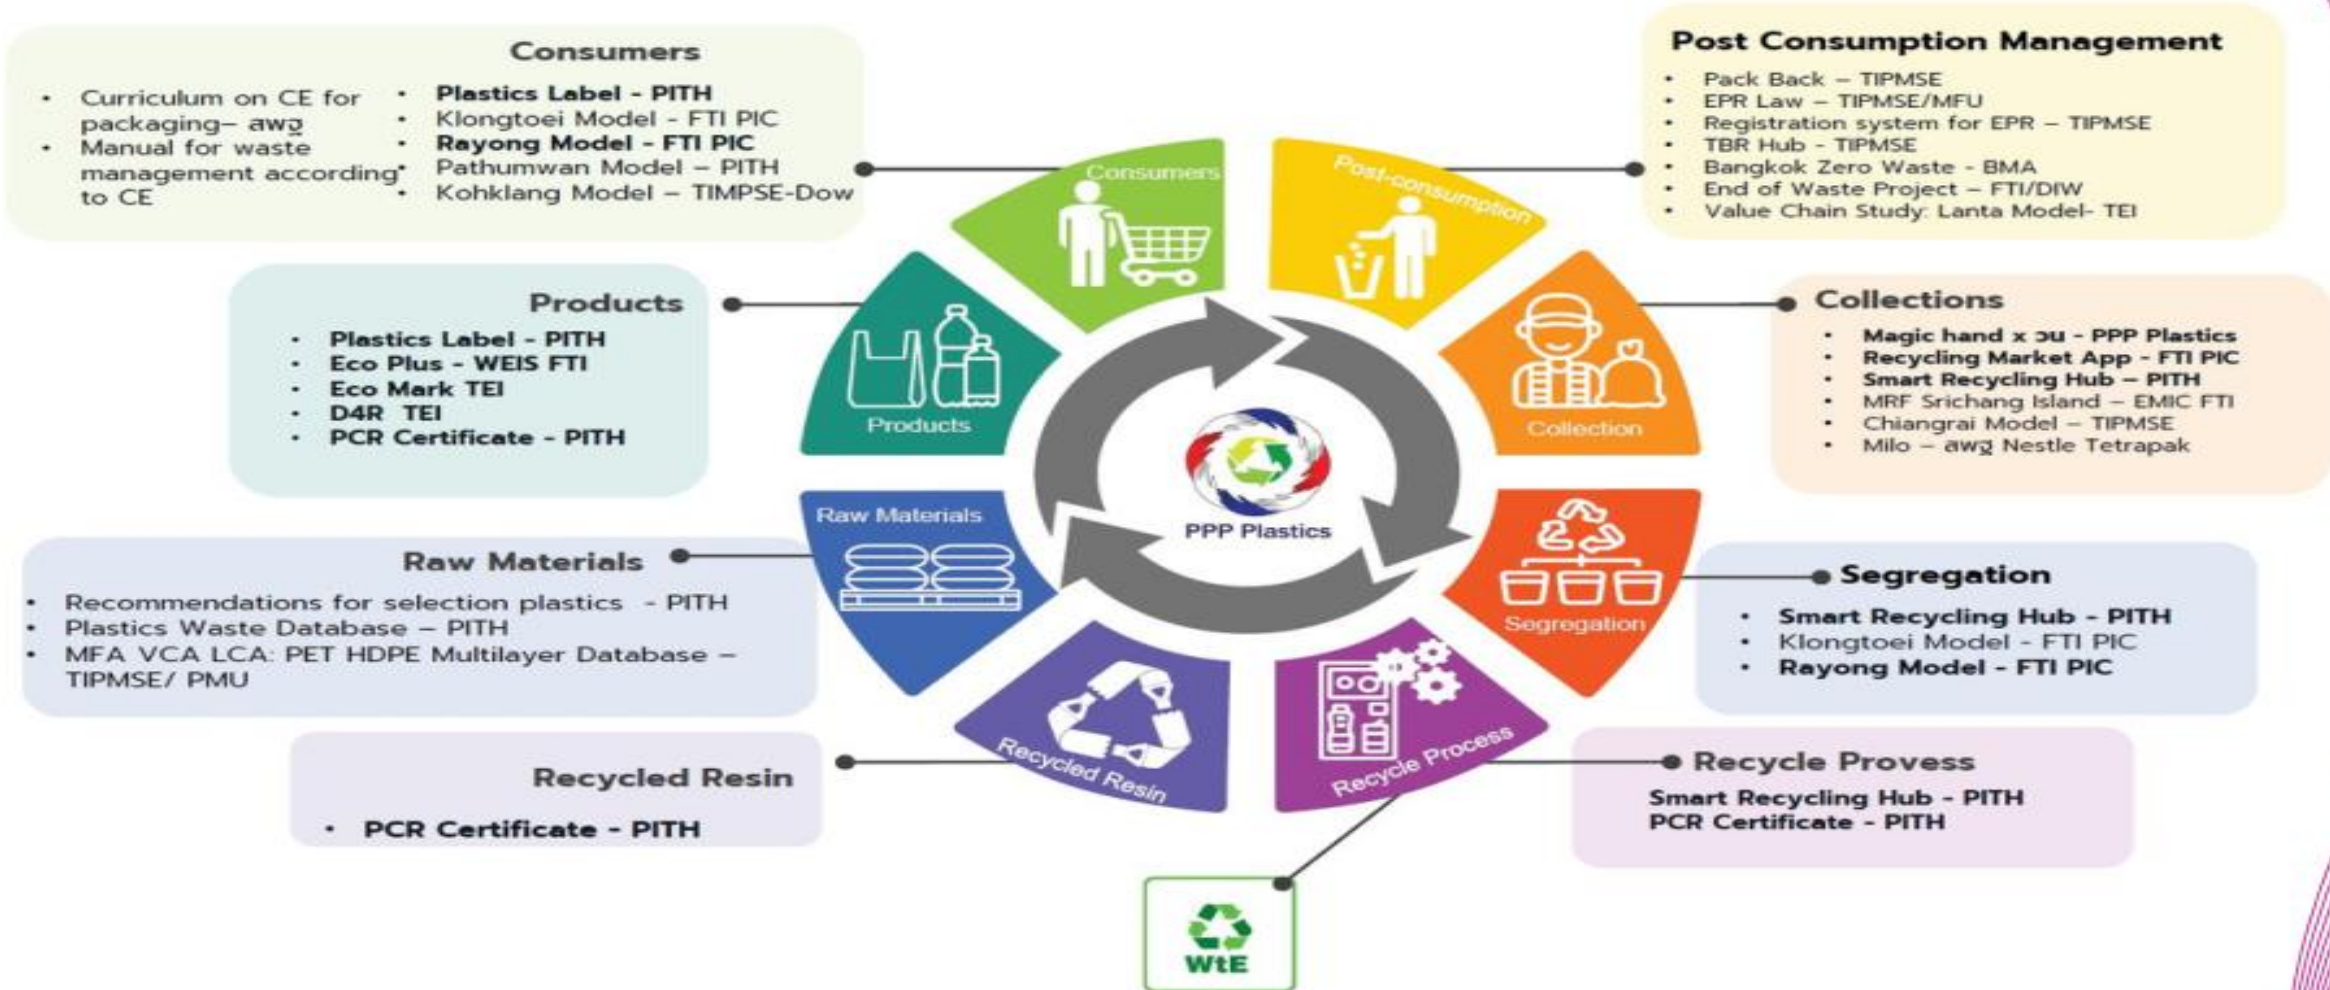 Consumers
• Curriculum on CE for
packaging– สพฐ
• Manual for waste
management according
to CE
• Plastics Label - PITH
• Klongtoei Model - FTI PIC
• Rayong Model - FTI PIC
• Pathumwan Model – PITH
• Kohklang Model – TIMPSE-Dow
Post Consumption Management
• Pack Back – TIPMSE
• EPR Law – TIPMSE/MFU
• Registration system for EPR – TIPMSE
• TBR Hub - TIPMSE
• Bangkok Zero Waste - BMA
• End of Waste Project – FTI/DIW
• Value Chain Study: Lanta Model- TEI
Consumers
Post-consumption
Products
• Plastics Label - PITH
• Eco Plus - WEIS FTI
• Eco Mark TEI
• D4R TEI
• PCR Certificate - PITH
Products
Collection
Collections
• Magic hand x วน - PPP Plastics
• Recycling Market App - FTI PIC
• Smart Recycling Hub – PITH
• MRF Srichang Island – EMIC FTI
• Chiangrai Model – TIPMSE
• Milo – สพฐ Nestle Tetrapak
PPP Plastics
Raw Materials
• Recommendations for selection plastics - PITH
• Plastics Waste Database – PITH
• MFA VCA LCA: PET HDPE Multilayer Database –
TIPMSE/ PMU
Raw Materials
Segregation
Segregation
• Smart Recycling Hub - PITH
• Klongtoei Model - FTI PIC
• Rayong Model - FTI PIC
Recycled Resin
• PCR Certificate - PITH
Recycled Resin
Recycle Process
Recycle Provess
Smart Recycling Hub - PITH
PCR Certificate - PITH
WtE